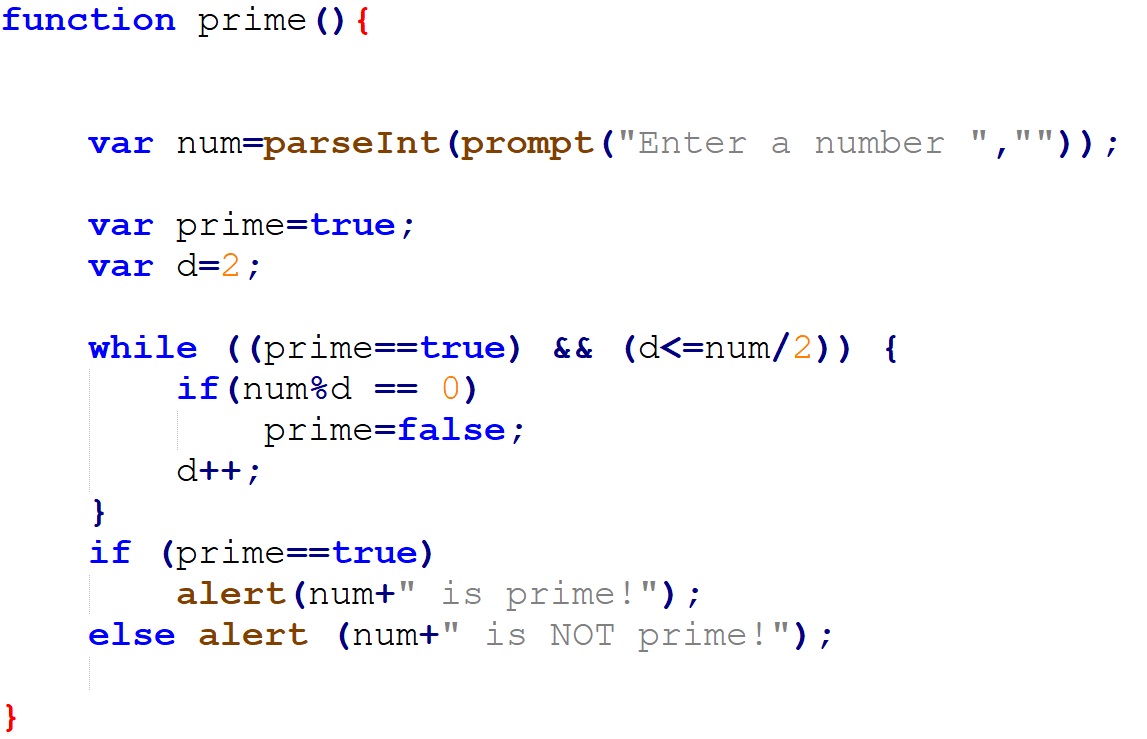 function prime(){
var num=parseInt(prompt("Enter a number ",""));
var prime=true;
var d=2;
while ((prime==true) && (d<=num/2)) {
if(num%d == 0)
prime=false;
d++;
}
if (prime==true)
alert(num+" is prime!");
else alert (num+" is NOT prime!");
}